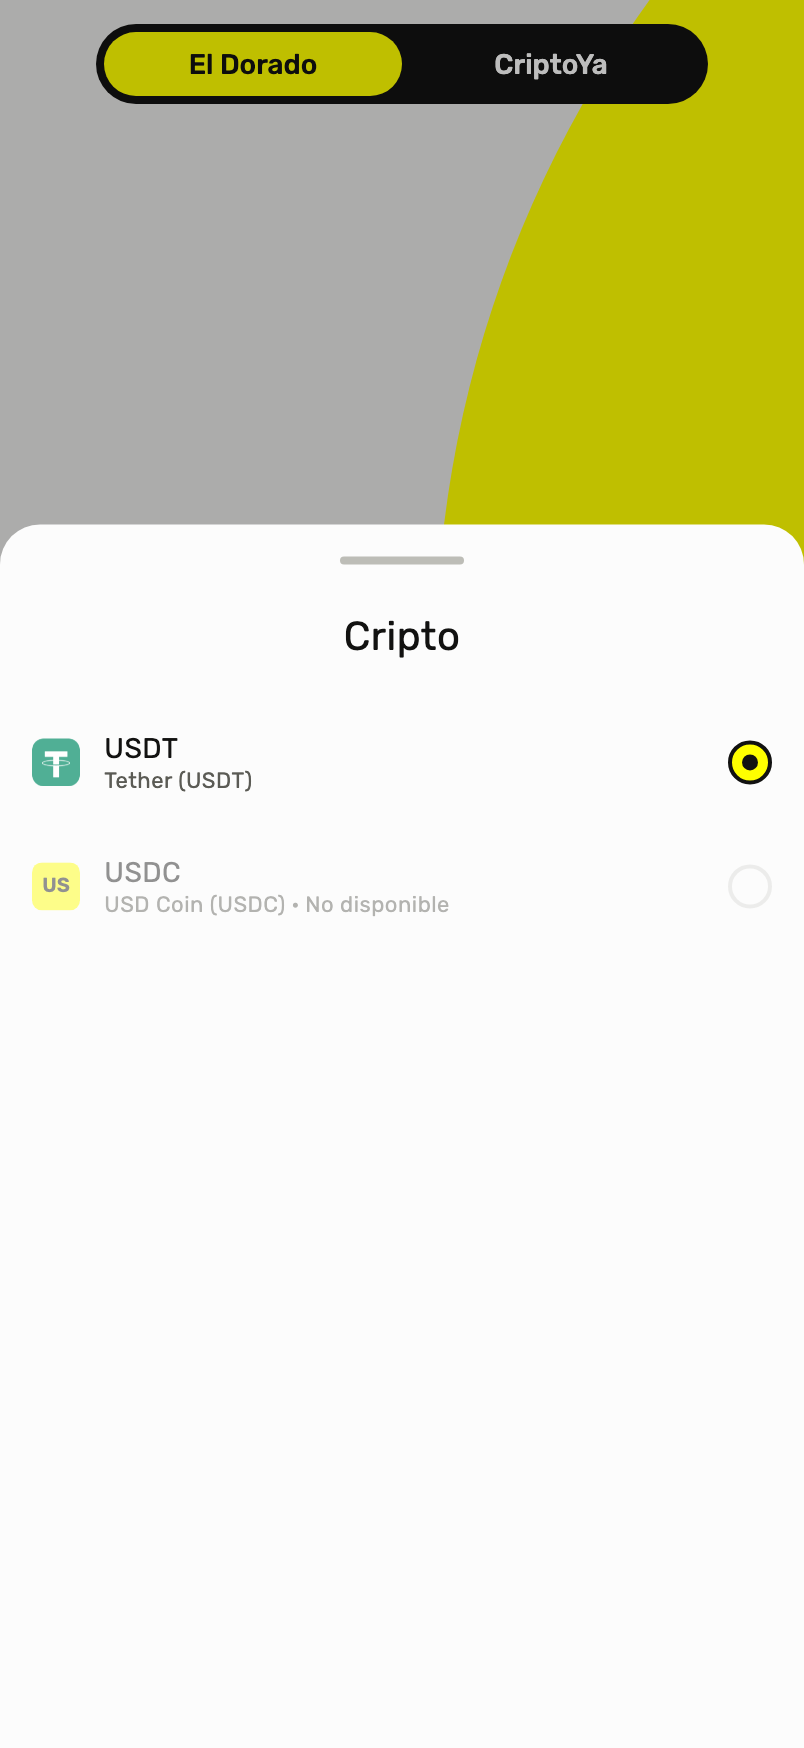 El Dorado
CriptoYa
Cripto
USDT
Tether (USDT)
US
USDC
USD Coin (USDC) • No disponible